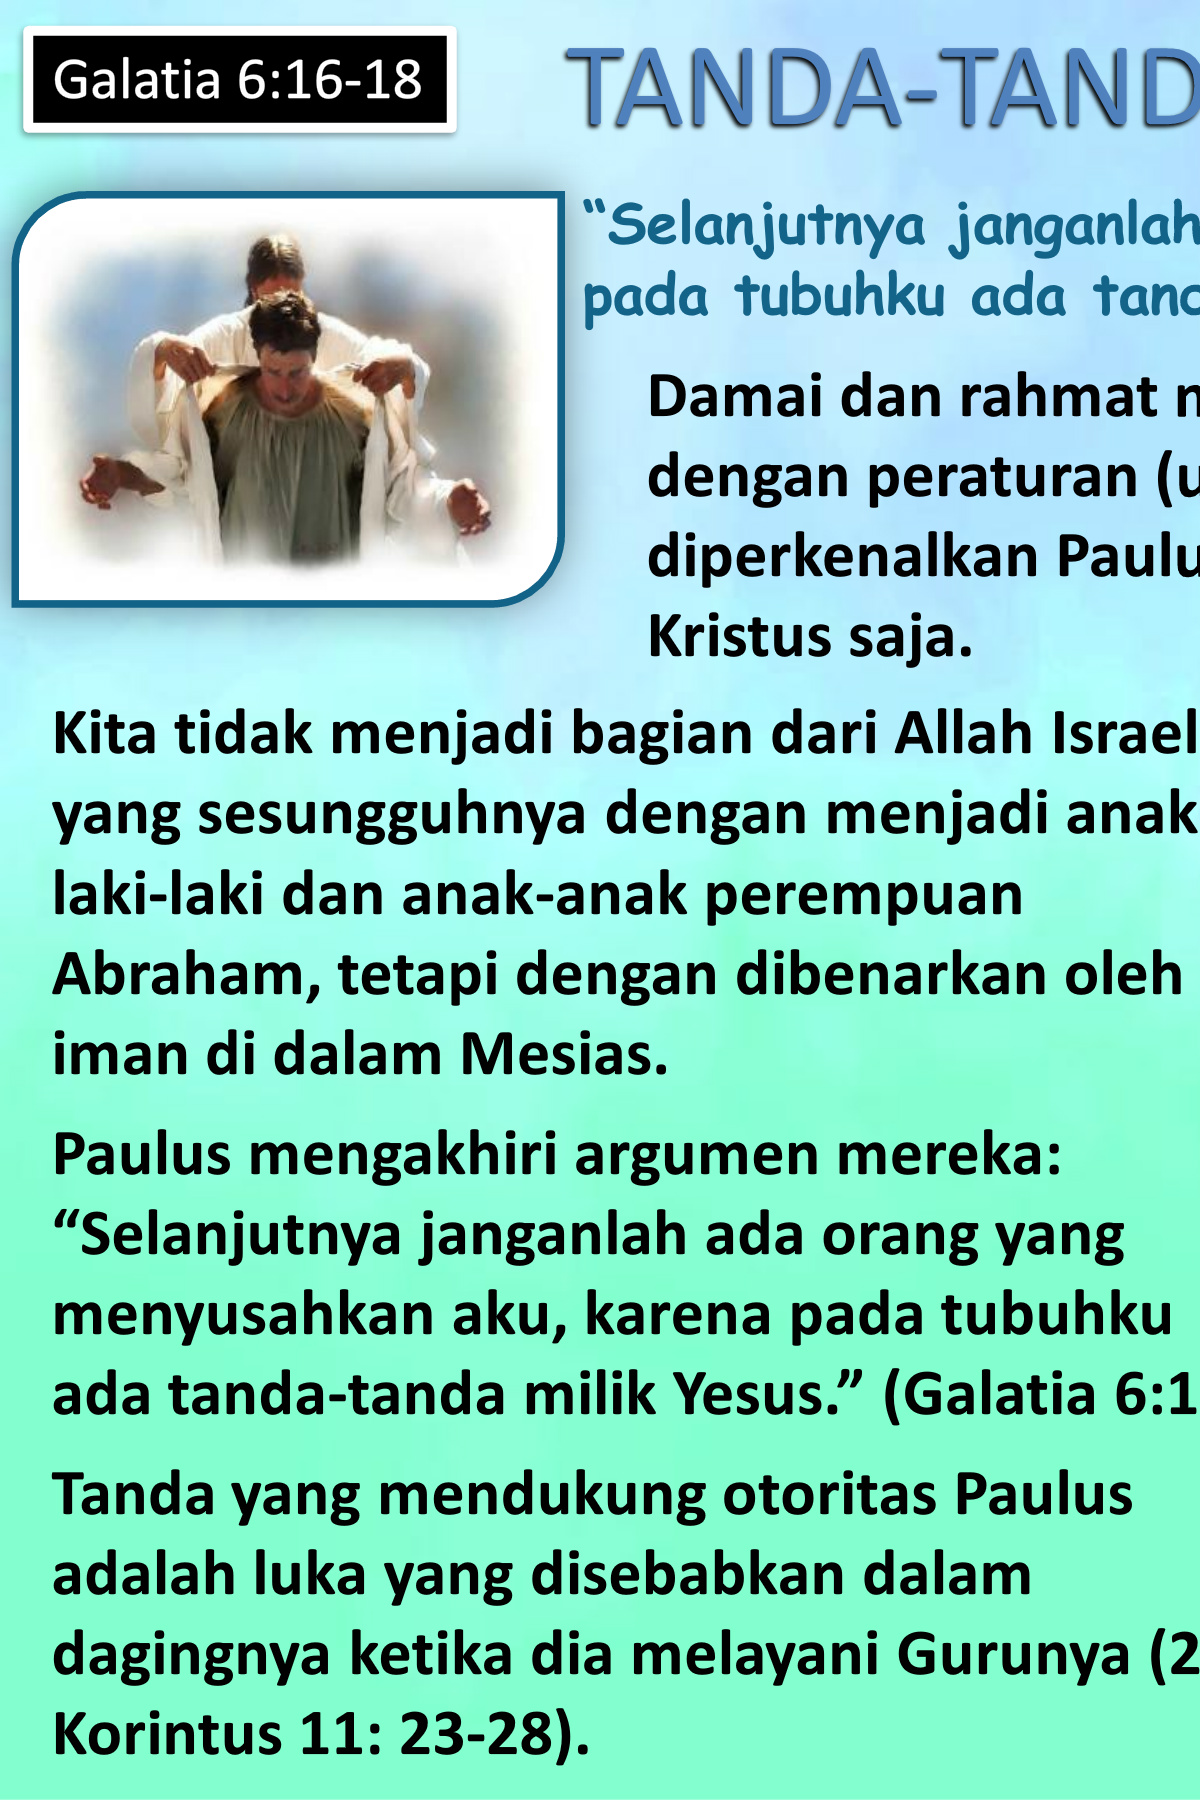 Galatia 6:16-18
TANDA-TAND
“Selanjutnya janganlah
pada tubuhku ada
Damai dan rahmat
dengan peraturan
diperkenalkan
Kristus saja.
Kita tidak menjadi bagian dari Allah Israel
yang sesungguhnya dengan menjadi anak
laki-laki dan anak-anak perempuan
Abraham, tetapi dengan dibenarkan oleh
iman di dalam Mesias.
Paulus mengakhiri argumen mereka:
“Selanjutnya janganlah ada orang yang
menyusahkan aku, karena pada tubuhku
ada tanda-tanda milik Yesus.” (Galatia 6:1
Tanda yang mendukung otoritas Paulus
adalah luka yang disebabkan dalam
dagingnya ketika dia melayani Gurunya (2
Korintus 11: 23-28).